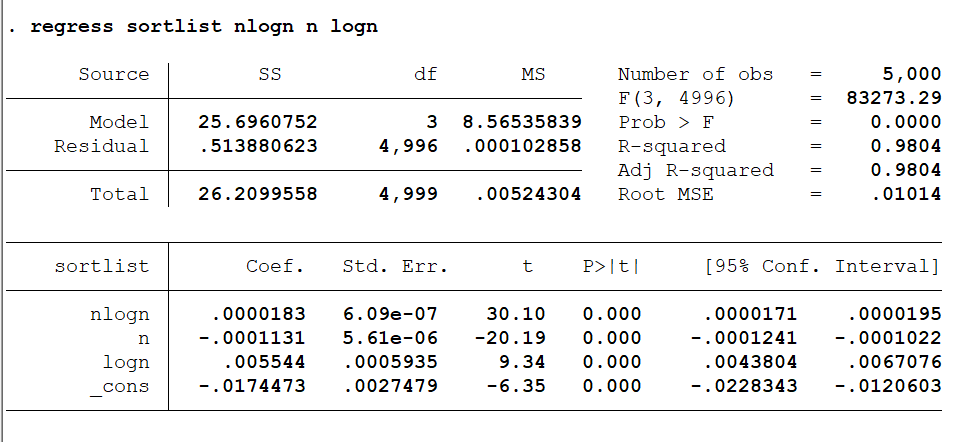 . regress sortlist nlogn n logn
Source SS df MS Number of obs = 5,000
F(3, 4996) = 83273.29
Model 25.6960752 3 8.56535839 Prob > F = 0.0000
Residual .513880623 4,996 .000102858 R-squared = 0.9804
Adj R-squared = 0.9804
Total 26.2099558 4,999 .00524304 Root MSE = .01014
sortlist Coef. Std. Err. t P>|t| [95% Conf. Interval]
nlogn .0000183 6.09e-07 30.10 0.000 .0000171 .0000195
n -.0001131 5.61e-06 -20.19 0.000 -.0001241 -.0001022
logn .005544 .0005935 9.34 0.000 .0043804 .0067076
_cons -.0174473 .0027479 -6.35 0.000 -.0228343 -.0120603